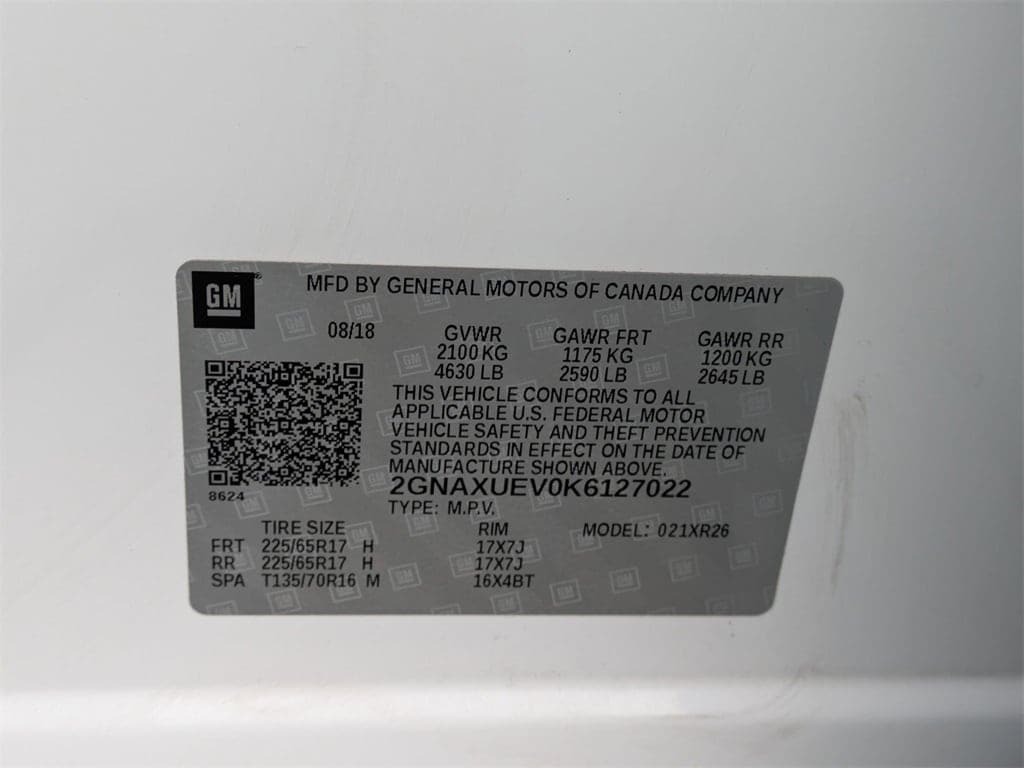 GM
MFD BY GENERAL MOTORS OF CANADA COMPANY
08/18 GVWR GAWR FRT GAWR RR
2100 KG 1175 KG 1200 KG
4630 LB 2590 LB 2645 LB
THIS VEHICLE CONFORMS TO ALL
APPLICABLE U.S. FEDERAL MOTOR
VEHICLE SAFETY AND THEFT PREVENTION
STANDARDS IN EFFECT ON THE DATE OF
MANUFACTURE SHOWN ABOVE.
2GNAXUEV0K6127022
8624
TYPE: M.P.V.
TIRE SIZE RIM MODEL: 021XR26
FRT 225/65R17 H 17X7J
RR 225/65R17 H 17X7J
SPA T135/70R16 M 16X4BT